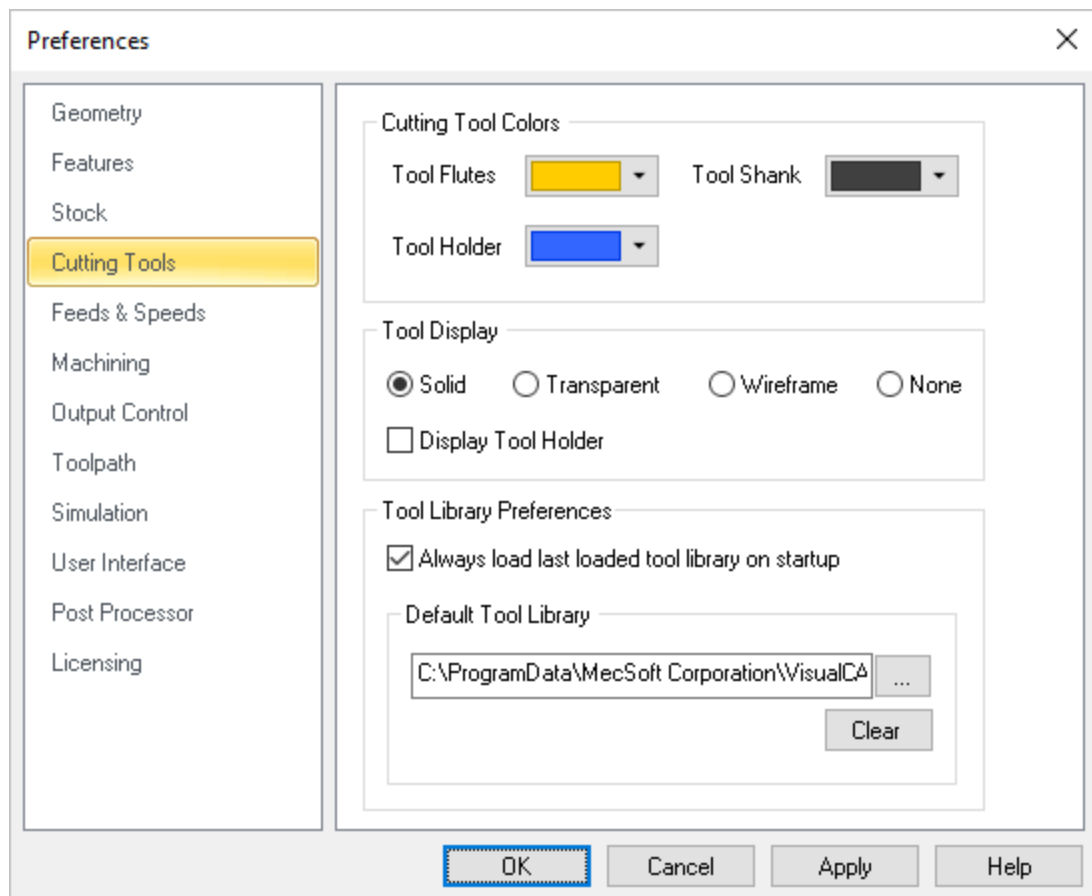 Preferences
Geometry
Features
Stock
Cutting Tools
Feeds & Speeds
Machining
Output Control
Toolpath
Simulation
User Interface
Post Processor
Licensing
Cutting Tool Colors
Tool Flutes Tool Shank
Tool Holder
Tool Display
Solid Transparent Wireframe None
Display Tool Holder
Tool Library Preferences
Always load last loaded tool library on startup
Default Tool Library
C:\ProgramData\MecSoft Corporation\VisualCA ...
Clear
OK Cancel Apply Help